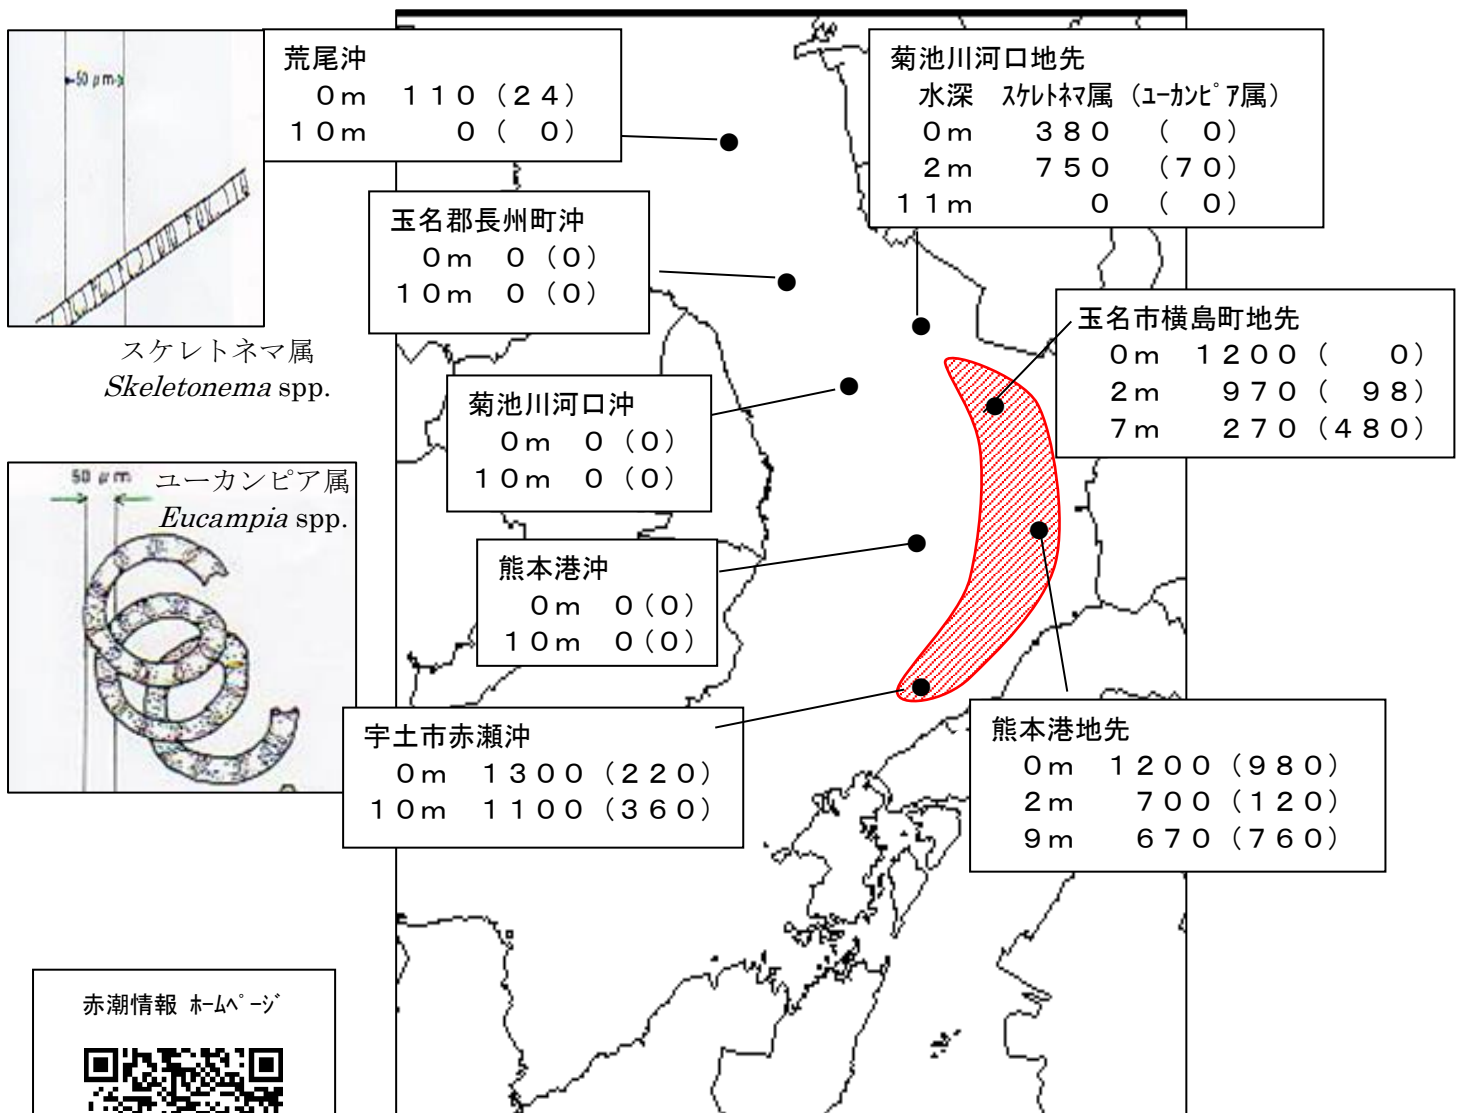 50 μm
スケレトネマ属
Skeletonema spp.
50 μm
ユーカンピア属
Eucampia spp.
荒尾沖
0m 110(24)
10m 0( 0)
玉名郡長州町沖
0m 0(0)
10m 0(0)
菊池川河口沖
0m 0(0)
10m 0(0)
熊本港沖
0m 0(0)
10m 0(0)
宇土市赤瀬沖
0m 1300(220)
10m 1100(360)
菊池川河口地先
水深 スケレトネマ属 (ユーカンピア属)
0m 380 ( 0)
2m 750 (70)
11m 0 ( 0)
玉名市横島町地先
0m 1200( 0)
2m 970( 98)
7m 270(480)
熊本港地先
0m 1200(980)
2m 700(120)
9m 670(760)
赤潮情報 ホームページ